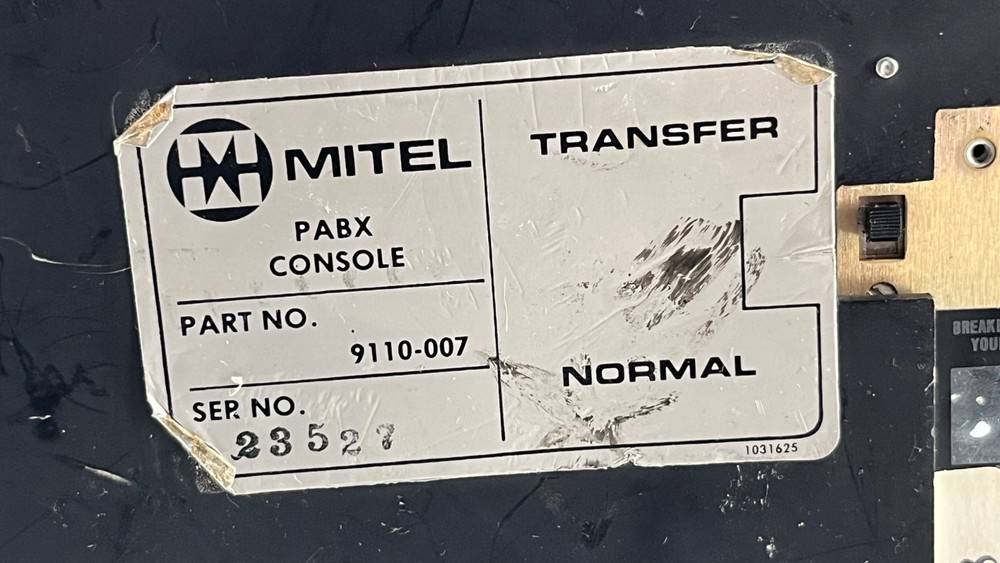 MITEL
PABX
CONSOLE
PART NO.
9110-007
SER. NO.
23527
TRANSFER
NORMAL
1031625